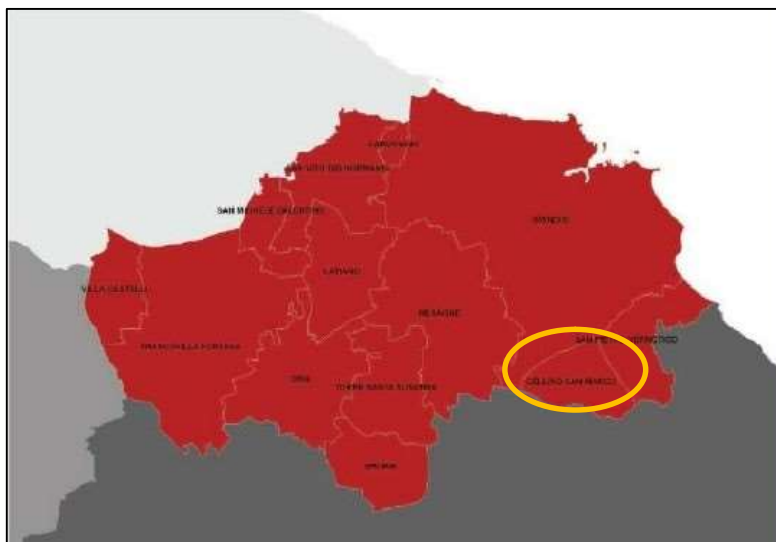 CAROVIGNO
SAN VITO DEI NORMANNI
SAN MICHELE SALENTINO
BRINDISI
LATIANO
VILLA CASTELLI
MESAGNE
FRANCAVILLA FONTANA
SAN PIETRO VERNOTICO
ORIA
TORRE SANTA SUSANNA
CELLINO SAN MARCO
ERCHIE